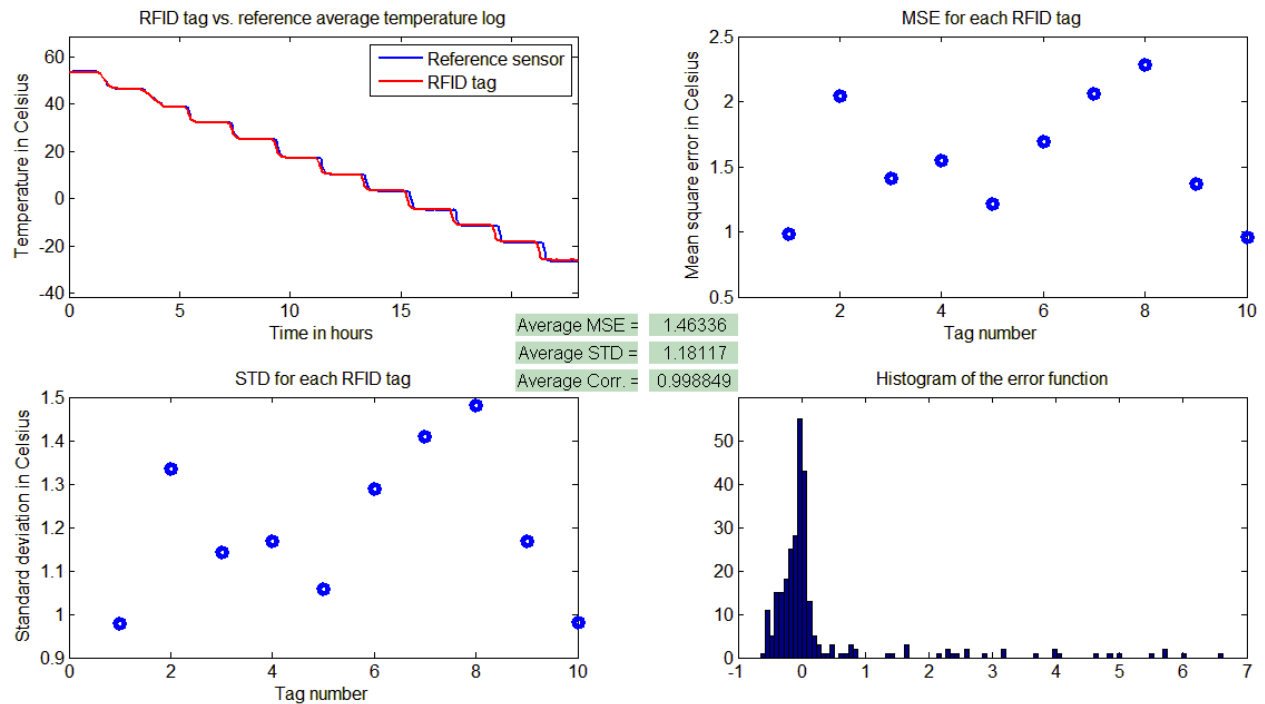 RFID tag vs. reference average temperature log
Temperature in Celsius
60
40
20
0
-20
-40
Reference sensor
RFID tag
0 5 10 15
Time in hours
MSE for each RFID tag
Mean square error in Celsius
2.5
2
1.5
1
0.5
2 4 6 8 10
Tag number
Average MSE = 1.46336
Average STD = 1.18117
Average Corr. = 0.998849
STD for each RFID tag
Standard deviation in Celsius
1.5
1.4
1.3
1.2
1.1
1
0.9
0 2 4 6 8 10
Tag number
Histogram of the error function
50
40
30
20
10
0
-1 0 1 2 3 4 5 6 7